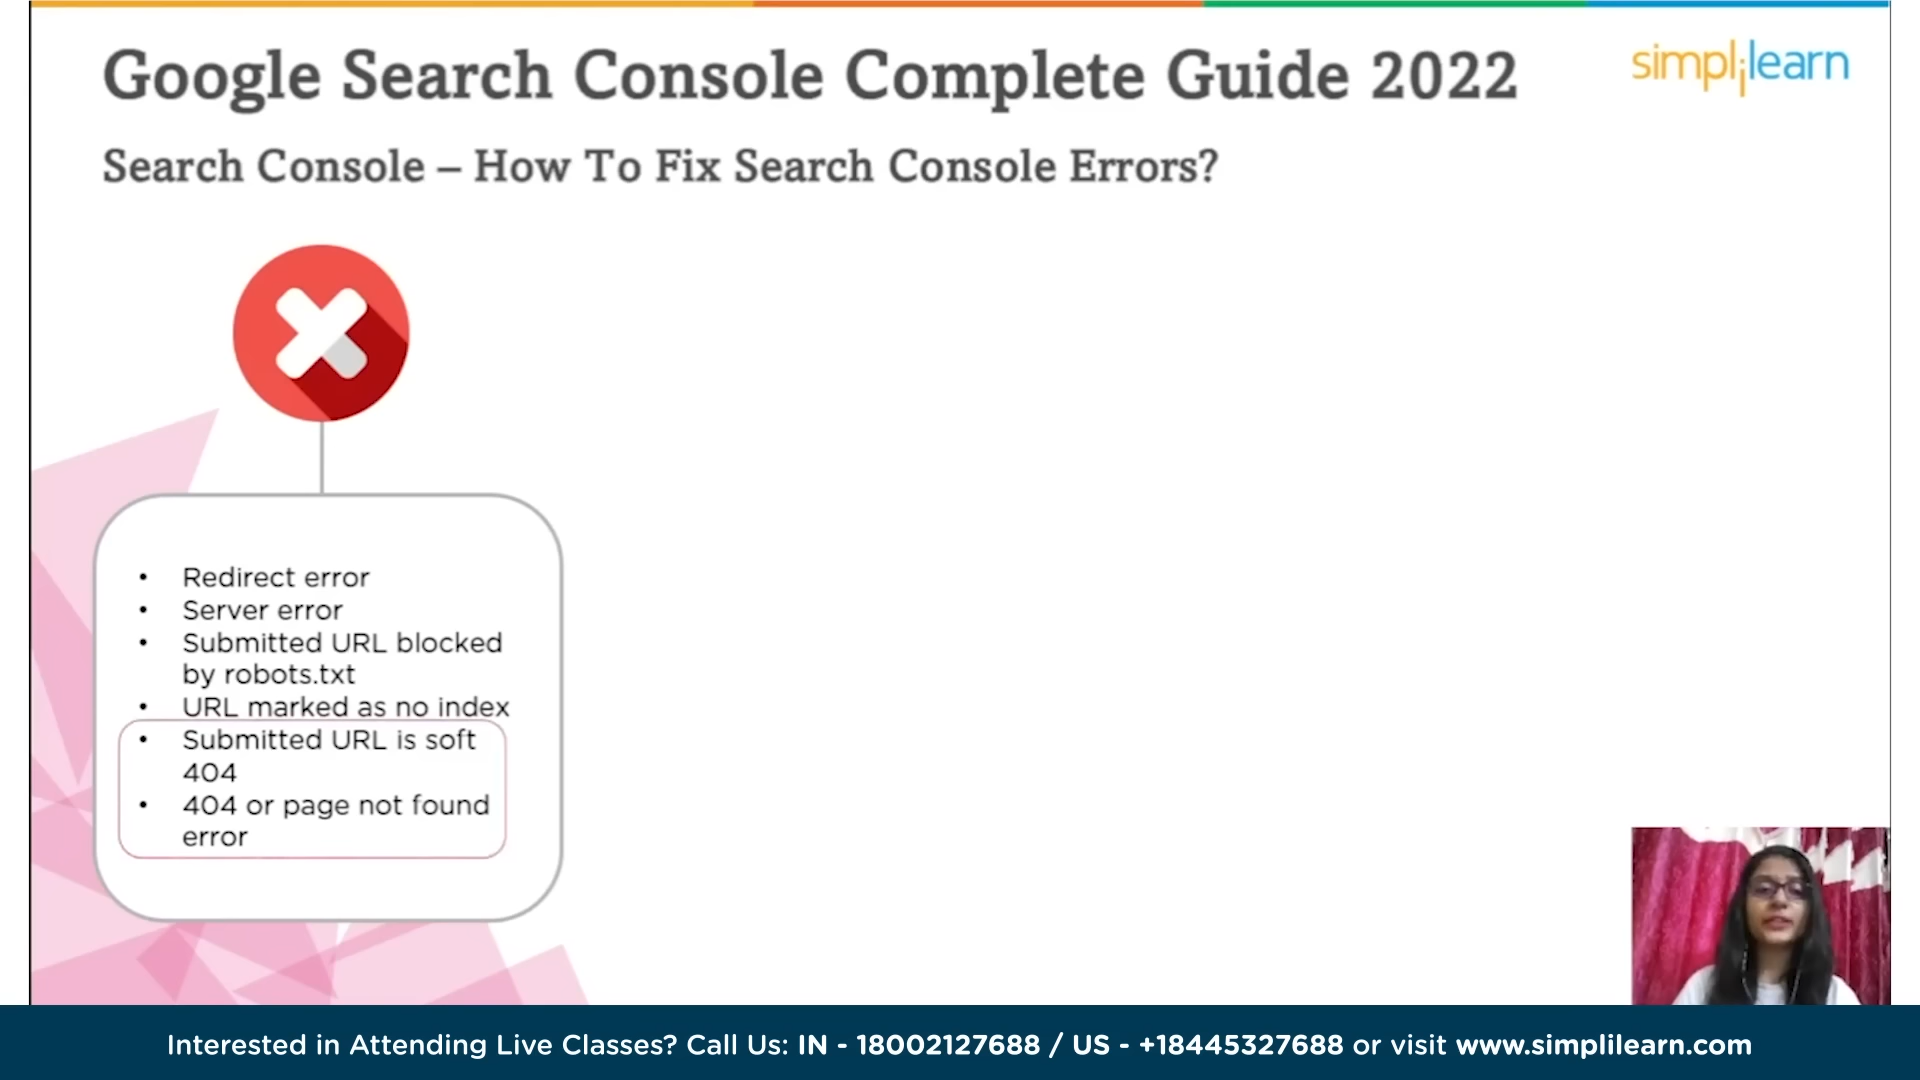 Google Search Console Complete Guide 2022
simplilearn
Search Console – How To Fix Search Console Errors?
• Redirect error
• Server error
• Submitted URL blocked
by robots.txt
• URL marked as no index
• Submitted URL is soft
404
• 404 or page not found
error
Interested in Attending Live Classes? Call Us: IN - 18002127688 / US - +18445327688 or visit www.simplilearn.com